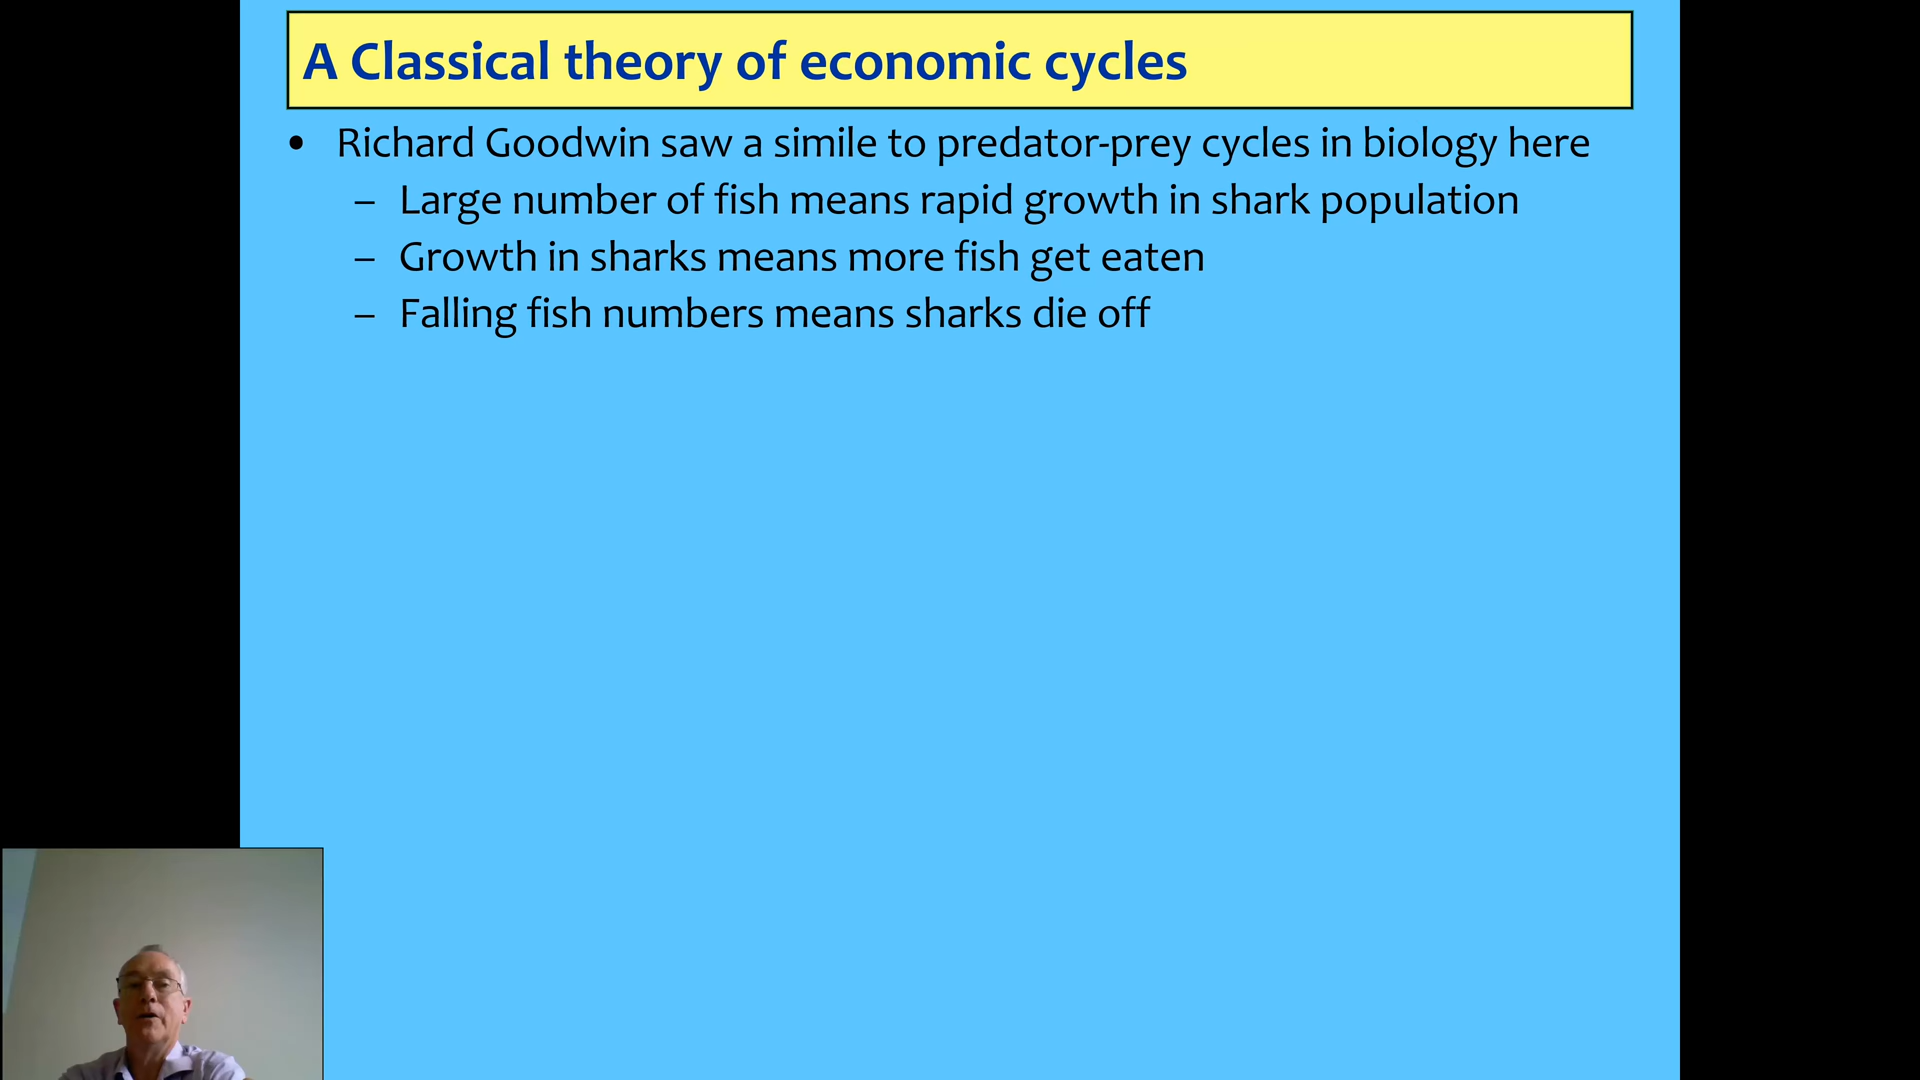 A Classical theory of economic cycles
• Richard Goodwin saw a simile to predator-prey cycles in biology here
– Large number of fish means rapid growth in shark population
– Growth in sharks means more fish get eaten
– Falling fish numbers means sharks die off